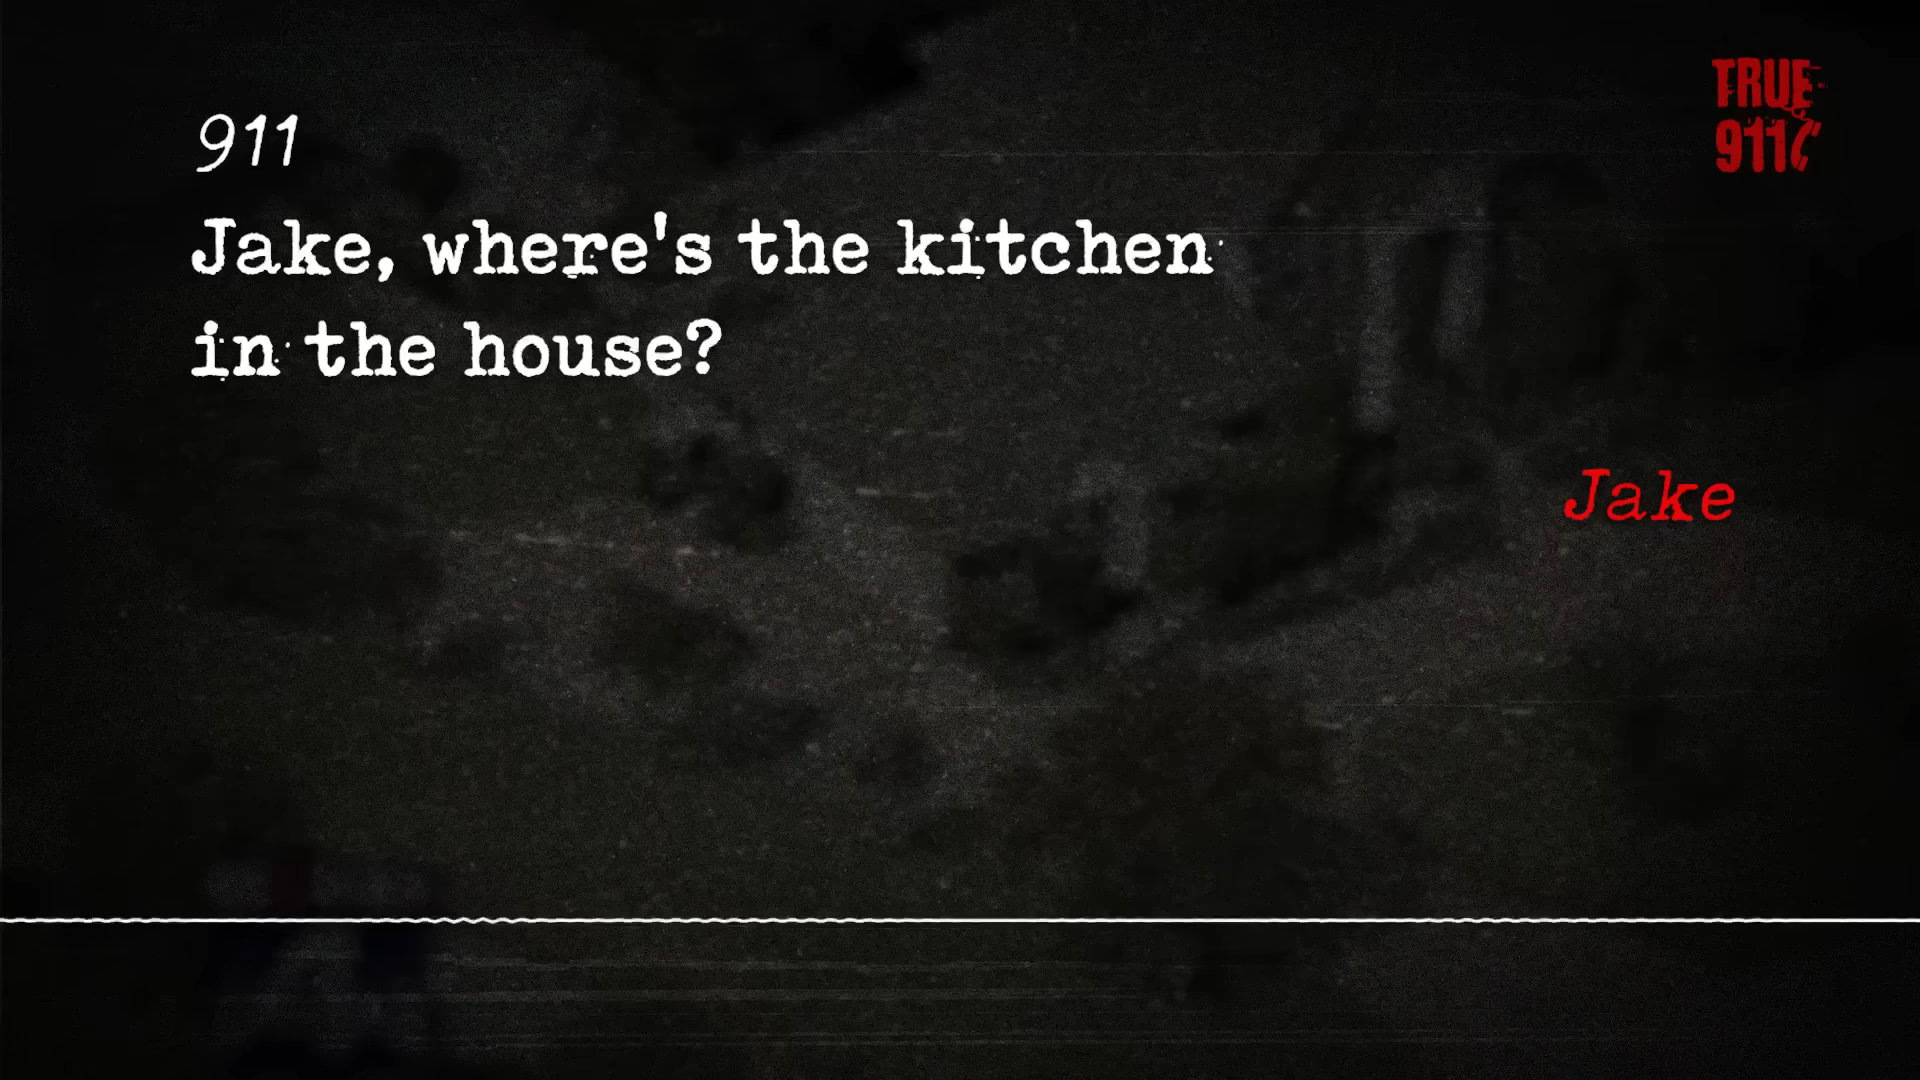 TRUE
911
911
Jake, where's the kitchen
in the house?
Jake